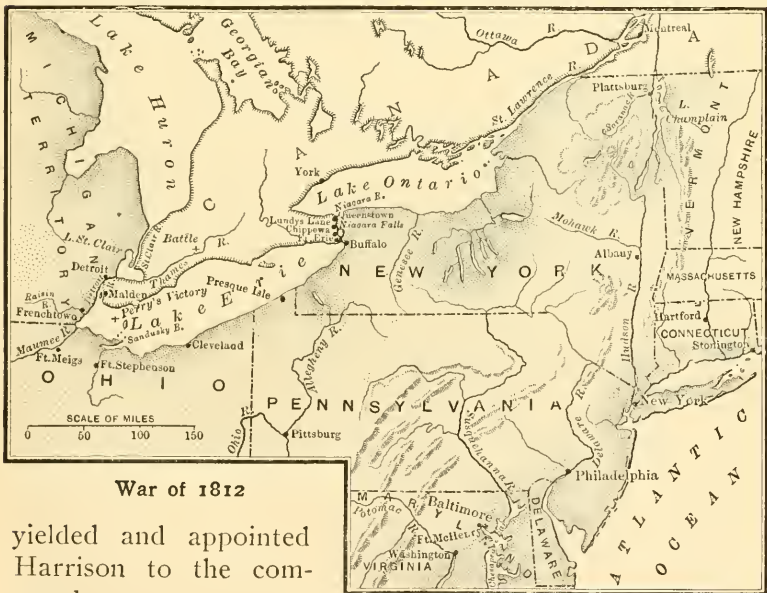 MICHIGAN
TERRITORY
Lake Huron
Georgian
Bay
Ottawa R.
Montreal
CANADA
St. Lawrence R.
Plattsburg
Saranac R.
L.
Champlain
VERMONT
NEW HAMPSHIRE
York
Lake Ontario
Niagara R.
Queenstown
Lundys Lane
Niagara Falls
Chippewa
Ft. Erie
Buffalo
Genesee R.
Mohawk R.
Albany
NEW YORK
MASSACHUSETTS
L. St. Clair
St. Clair R.
Battle
Thames R.
Detroit
Detroit R.
Malden
Perry's Victory
Presque Isle
Lake Erie
Raisin
R.
Frenchtown
Sandusky B.
Maumee R.
Cleveland
Ft. Meigs
Ft. Stephenson
OHIO
Hudson R.
Hartford
CONNECTICUT
Stonington
Allegheny R.
PENNSYLVANIA
Susquehanna R.
Delaware R.
New York
SCALE OF MILES
0 50 100 150
Ohio R.
Pittsburg
Philadelphia
ATLANTIC
OCEAN
MARYLAND
Potomac R.
Baltimore
Ft. McHenry
Washington
VIRGINIA
Chesapeake
DELAWARE
War of 1812
yielded and appointed
Harrison to the com-